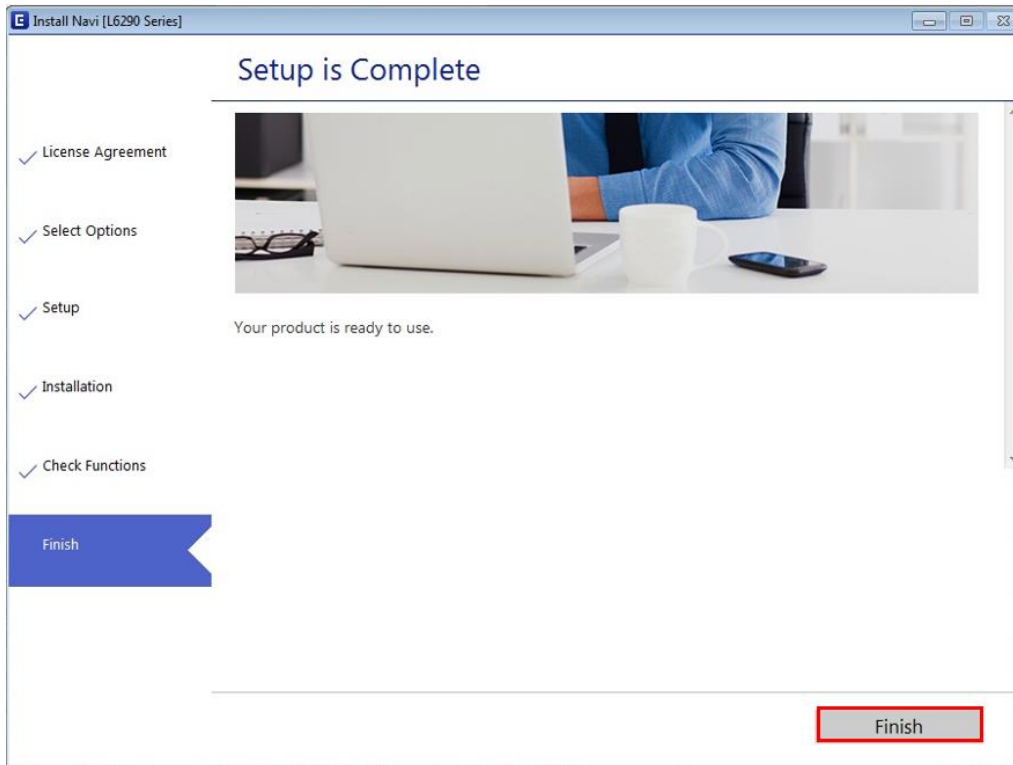 E Install Navi [L6290 Series]
Setup is Complete
License Agreement
Select Options
Setup
Installation
Check Functions
Finish
Your product is ready to use.
Finish